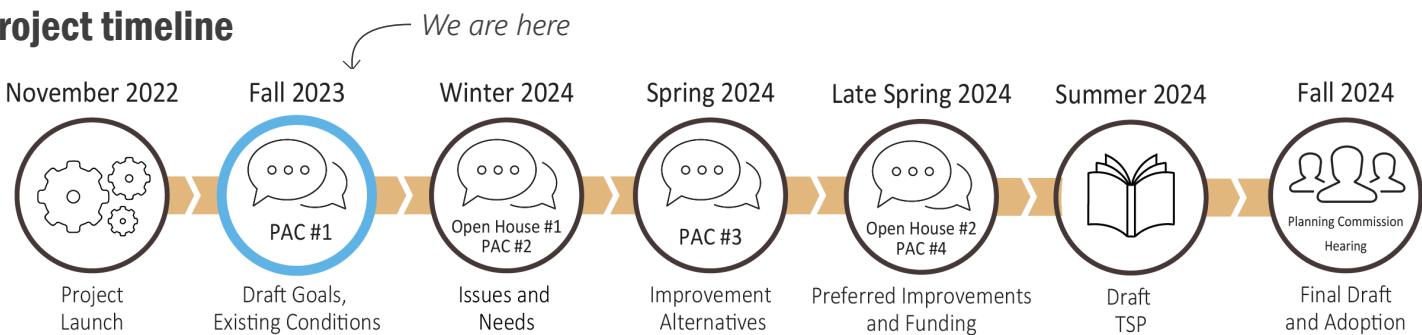 roject timeline
We are here
November 2022
Fall 2023
Winter 2024
Spring 2024
Late Spring 2024
Summer 2024
Fall 2024
PAC #1
Open House #1
PAC #2
PAC #3
Open House #2
PAC #4
Planning Commission
Hearing
Project
Launch
Draft Goals,
Existing Conditions
Issues and
Needs
Improvement
Alternatives
Preferred Improvements
and Funding
Draft
TSP
Final Draft
and Adoption